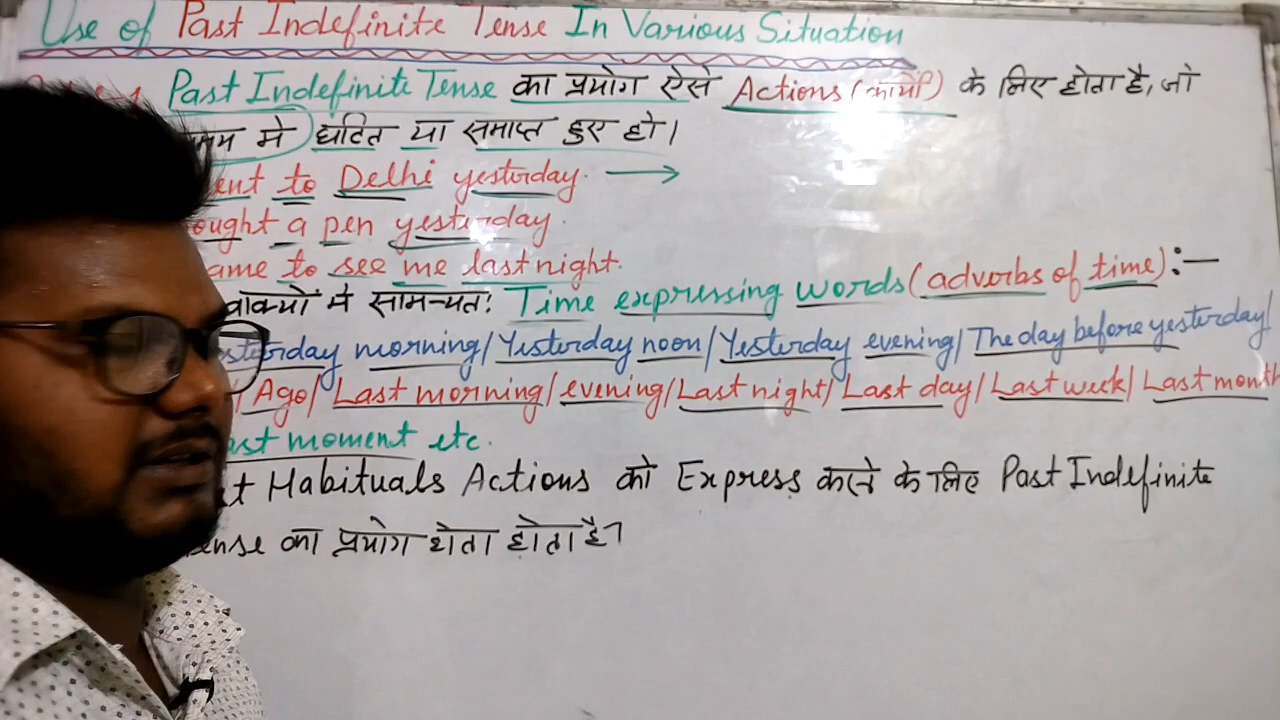 Use of Past Indefinite Tense In Various Situation
Past Indefinite Tense का प्रयोग ऐसे Actions (कार्यों) के लिए होता है, जो
में घटित या समाप्त हुए हो।
to Delhi yesterday. →
a pen yesterday.
to see me last night.
वाक्यों में सामन्यतः Time expressing words (adverbs of time) :-
morning/ Yesterday noon/ Yesterday evening/ The day before yesterday/
/ Ago/ Last morning/ evening/ Last night/ Last day/ Last week/ Last month
moment etc.
Habituals Actions को Express करने के लिए Past Indefinite
का प्रयोग होता होता है।